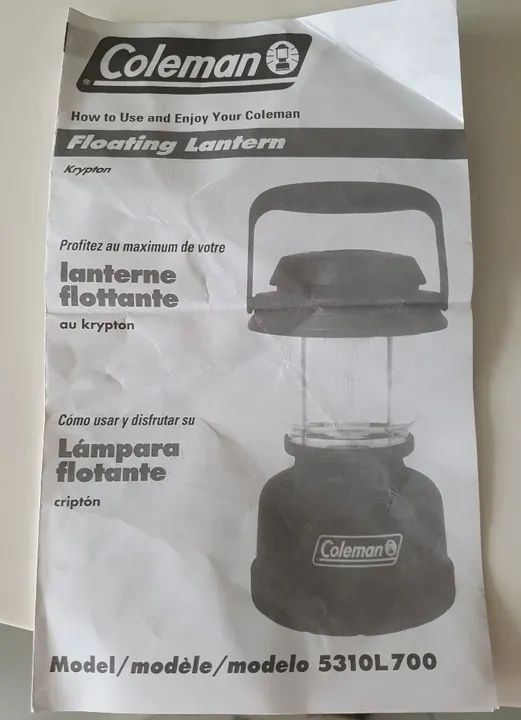 Coleman
®
How to Use and Enjoy Your Coleman
Floating Lantern
Krypton
Profitez au maximum de votre
lanterne
flottante
au krypton
Cómo usar y disfrutar su
Lámpara
flotante
criptón
Coleman
Model/modèle/modelo 5310L700